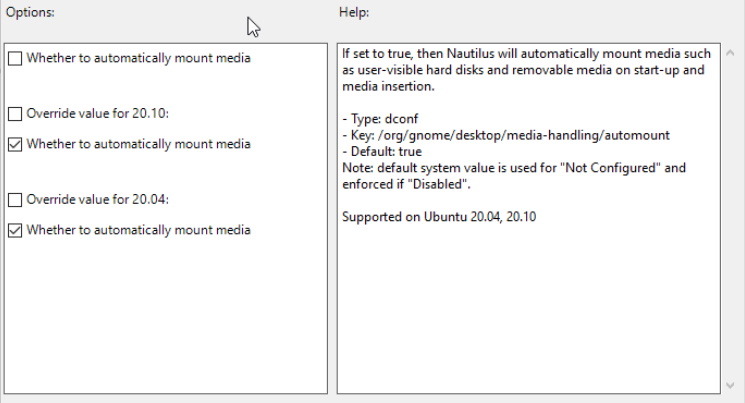 Options:
Help:
Whether to automatically mount media
Override value for 20.10:
Whether to automatically mount media
Override value for 20.04:
Whether to automatically mount media
If set to true, then Nautilus will automatically mount media such
as user-visible hard disks and removable media on start-up and
media insertion.
- Type: dconf
- Key: /org/gnome/desktop/media-handling/automount
- Default: true
Note: default system value is used for "Not Configured" and
enforced if "Disabled".
Supported on Ubuntu 20.04, 20.10